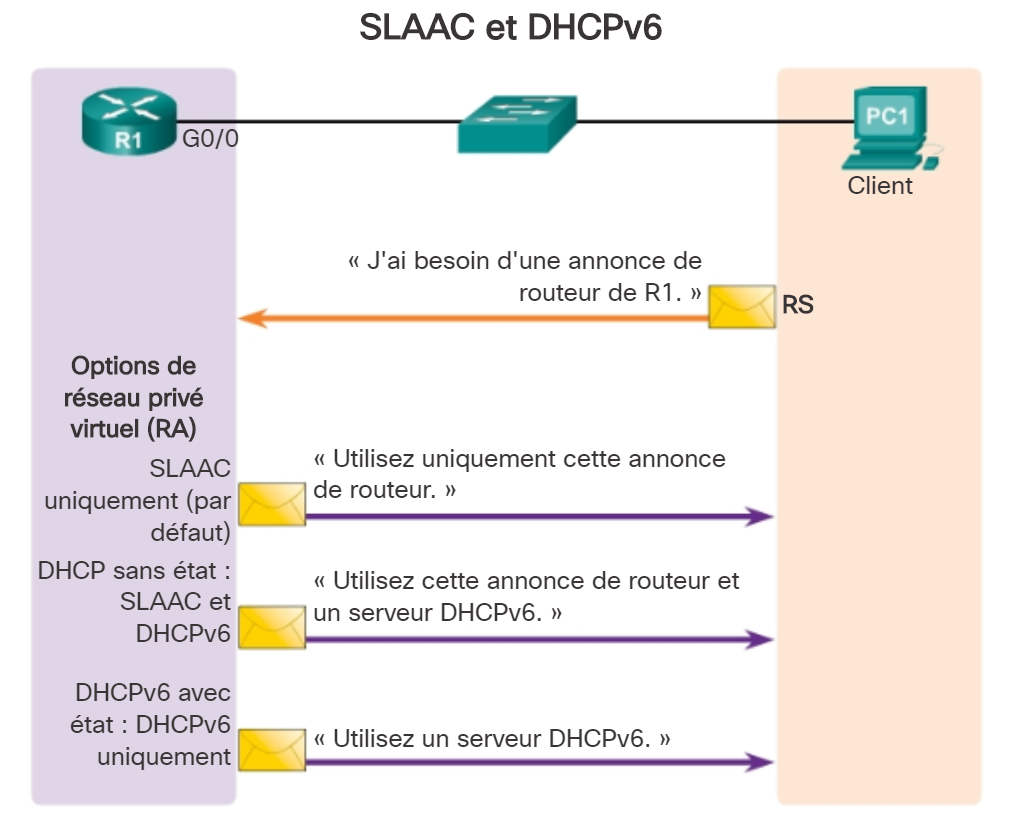 SLAAC et DHCPv6
R1
G0/0
PC1
Client
« J'ai besoin d'une annonce de
routeur de R1. »
RS
Options de
réseau privé
virtuel (RA)
SLAAC
uniquement (par
défaut)
« Utilisez uniquement cette annonce
de routeur. »
DHCP sans état :
SLAAC et
DHCPv6
« Utilisez cette annonce de routeur et
un serveur DHCPv6. »
DHCPv6 avec
état : DHCPv6
uniquement
« Utilisez un serveur DHCPv6. »